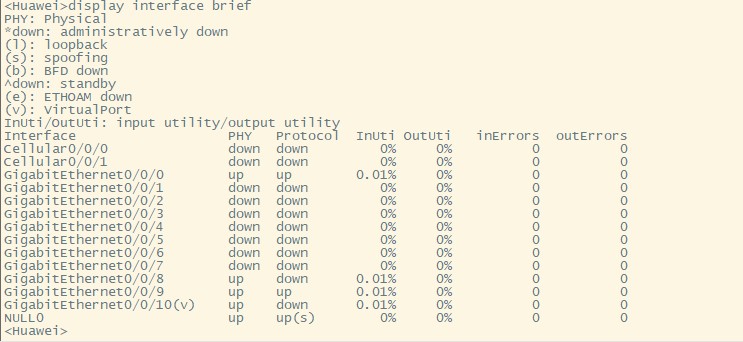 <Huawei>display interface brief
PHY: Physical
*down: administratively down
(l): loopback
(s): spoofing
(b): BFD down
^down: standby
(e): ETHOAM down
(v): VirtualPort
InUti/OutUti: input utility/output utility
Interface                   PHY   Protocol  InUti OutUti   inErrors  outErrors
Cellular0/0/0               down  down         0%     0%          0          0
Cellular0/0/1               down  down         0%     0%          0          0
GigabitEthernet0/0/0        up    up        0.01%     0%          0          0
GigabitEthernet0/0/1        down  down         0%     0%          0          0
GigabitEthernet0/0/2        down  down         0%     0%          0          0
GigabitEthernet0/0/3        down  down         0%     0%          0          0
GigabitEthernet0/0/4        down  down         0%     0%          0          0
GigabitEthernet0/0/5        down  down         0%     0%          0          0
GigabitEthernet0/0/6        down  down         0%     0%          0          0
GigabitEthernet0/0/7        down  down         0%     0%          0          0
GigabitEthernet0/0/8        up    down      0.01%     0%          0          0
GigabitEthernet0/0/9        up    up        0.01%     0%          0          0
GigabitEthernet0/0/10(v)    up    down      0.01%     0%          0          0
NULL0                       up    up(s)        0%     0%          0          0
<Huawei>